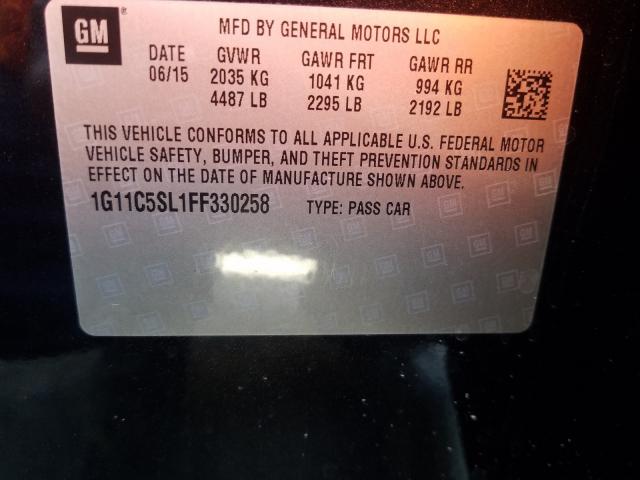 GM
MFD BY GENERAL MOTORS LLC
DATE GVWR GAWR FRT GAWR RR
06/15 2035 KG 1041 KG 994 KG
4487 LB 2295 LB 2192 LB
THIS VEHICLE CONFORMS TO ALL APPLICABLE U.S. FEDERAL MOTOR
VEHICLE SAFETY, BUMPER, AND THEFT PREVENTION STANDARDS IN
EFFECT ON THE DATE OF MANUFACTURE SHOWN ABOVE.
1G11C5SL1FF330258 TYPE: PASS CAR